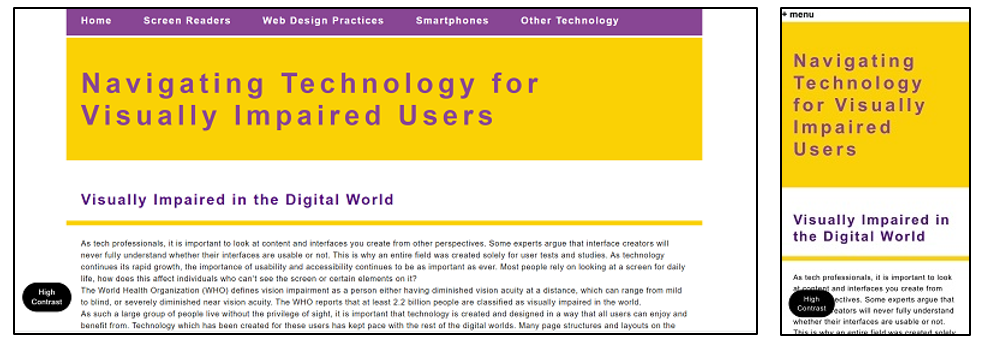 Home Screen Readers Web Design Practices Smartphones Other Technology
Navigating Technology for
Visually Impaired Users
Visually Impaired in the Digital World
As tech professionals, it is important to look at content and interfaces you create from other perspectives. Some experts argue that interface creators will
never fully understand whether their interfaces are usable or not. This is why an entire field was created solely for user tests and studies. As technology
continues its rapid growth, the importance of usability and accessibility continues to be as important as ever. Most people rely on looking at a screen for daily
life, how does this affect individuals who can't see the screen or certain elements on it?
The World Health Organization (WHO) defines vision impairment as a person either having diminished vision acuity at a distance, which can range from mild
to blind, or severely diminished near vision acuity. The WHO reports that at least 2.2 billion people are classified as visually impaired in the world.
As such a large group of people live without the privilege of sight, it is important that technology is created and designed in a way that all users can enjoy and
benefit from. Technology which has been created for these users has kept pace with the rest of the digital worlds. Many page structures and layouts on the
High
Contrast
+ menu
Navigating
Technology
for Visually
Impaired
Users
Visually Impaired in
the Digital World
As tech professionals, it is important to look
at content and interfaces you create from
other perspectives. Some experts argue that
interface creators will never fully understand
whether their interfaces are usable or not.
This is why an entire field was created solely
High
Contrast